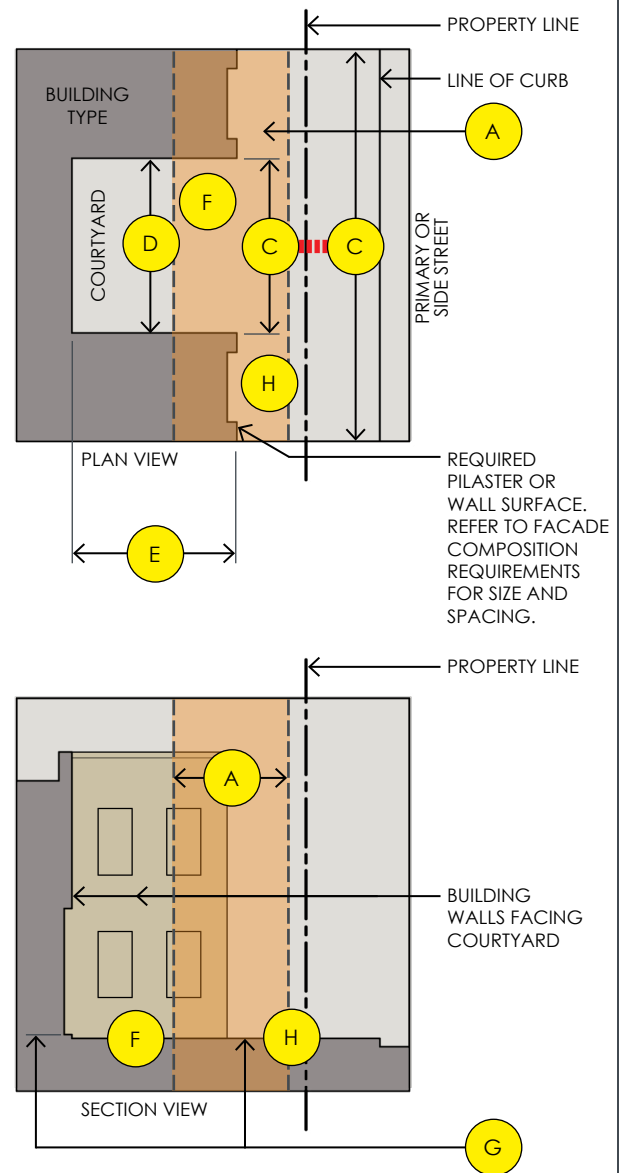 PROPERTY LINE
LINE OF CURB
BUILDING
TYPE
A
F
COURTYARD
D
C
C
PRIMARY OR
SIDE STREET
H
PLAN VIEW
REQUIRED
PILASTER OR
WALL SURFACE.
REFER TO FACADE
COMPOSITION
REQUIREMENTS
FOR SIZE AND
SPACING.
E
PROPERTY LINE
A
BUILDING
WALLS FACING
COURTYARD
F
H
SECTION VIEW
G